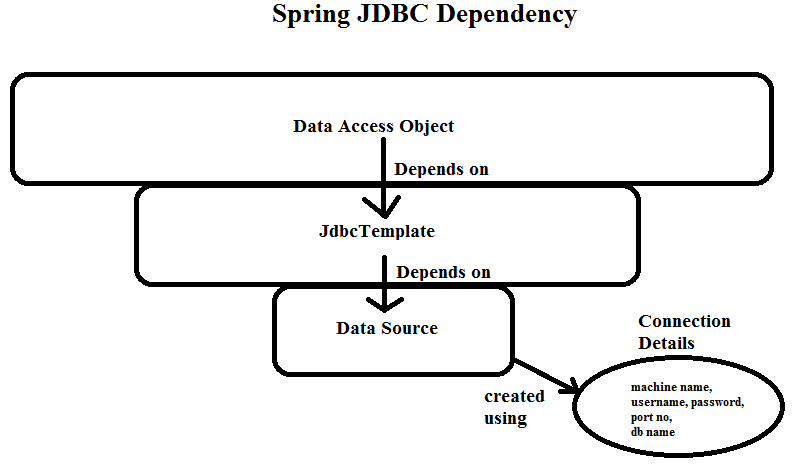 Spring JDBC Dependency
Data Access Object
Depends on
JdbcTemplate
Depends on
Data Source
Connection
Details
created
using
machine name,
username, password,
port no,
db name